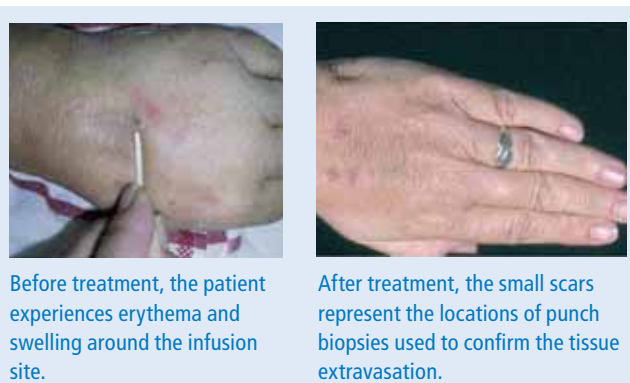 Before treatment, the patient
experiences erythema and
swelling around the infusion
site.
After treatment, the small scars
represent the locations of punch
biopsies used to confirm the tissue
extravasation.